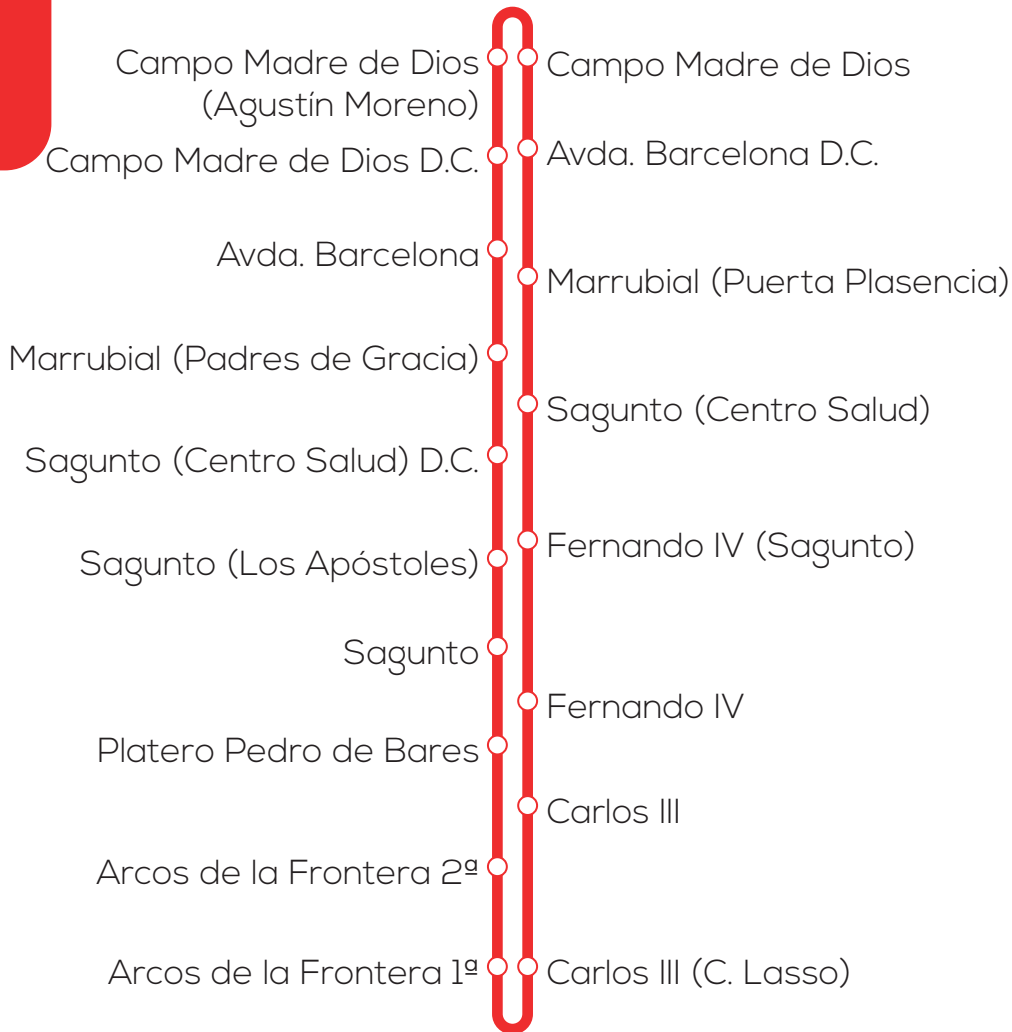 Campo Madre de Dios
(Agustín Moreno)
Campo Madre de Dios D.C.
Avda. Barcelona
Marrubial (Padres de Gracia)
Sagunto (Centro Salud) D.C.
Sagunto (Los Apóstoles)
Sagunto
Platero Pedro de Bares
Arcos de la Frontera 2ª
Arcos de la Frontera 1ª
Campo Madre de Dios
Avda. Barcelona D.C.
Marrubial (Puerta Plasencia)
Sagunto (Centro Salud)
Fernando IV (Sagunto)
Fernando IV
Carlos III
Carlos III (C. Lasso)